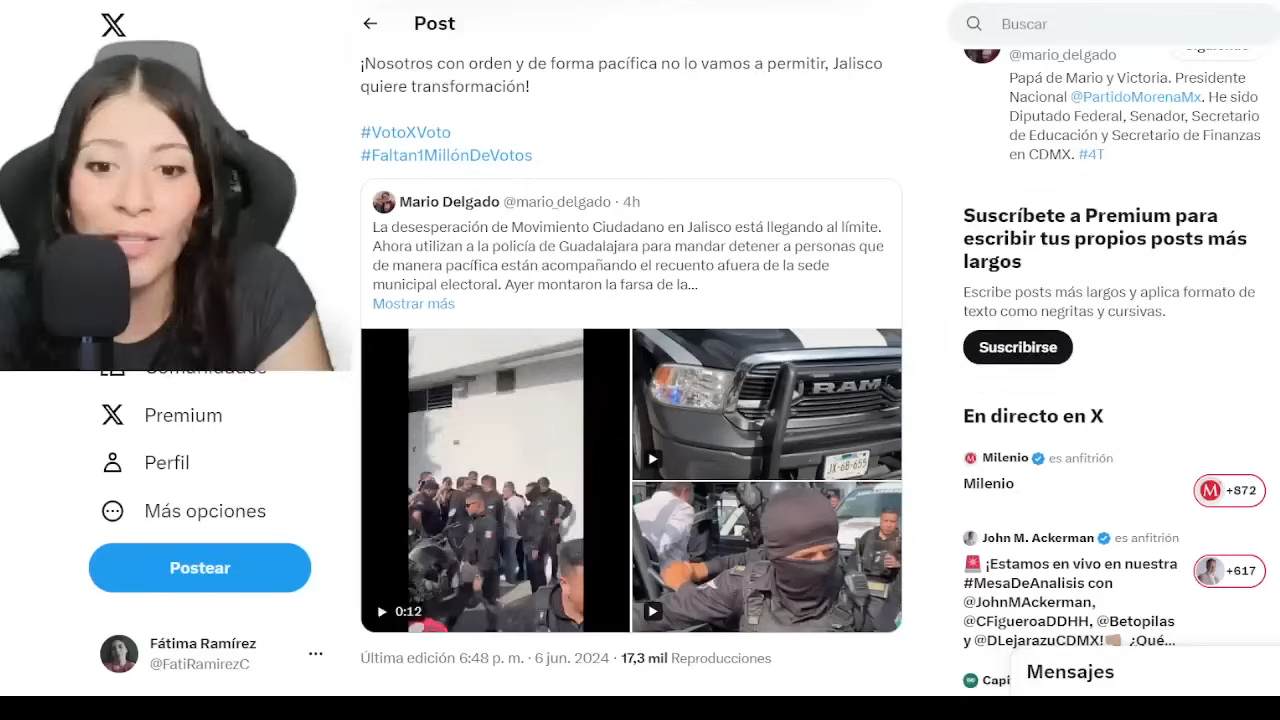 Post
¡Nosotros con orden y de forma pacífica no lo vamos a permitir, Jalisco
quiere transformación!
#VotoXVoto
#Faltan1MillónDeVotos
Mario Delgado @mario_delgado · 4h
La desesperación de Movimiento Ciudadano en Jalisco está llegando al límite.
Ahora utilizan a la policía de Guadalajara para mandar detener a personas que
de manera pacífica están acompañando el recuento afuera de la sede
municipal electoral. Ayer montaron la farsa de la...
Mostrar más
RAM
JX-6B-655
0:12
Última edición 6:48 p. m. · 6 jun. 2024 · 17,3 mil Reproducciones
Comunidades
Premium
Perfil
Más opciones
Postear
Fátima Ramírez
@FatiRamirezC
Buscar
Siguiendo
@mario_delgado
Papá de Mario y Victoria. Presidente
Nacional @PartidoMorenaMx. He sido
Diputado Federal, Senador, Secretario
de Educación y Secretario de Finanzas
en CDMX. #4T
Suscríbete a Premium para
escribir tus propios posts más
largos
Escribe posts más largos y aplica formato de
texto como negritas y cursivas.
Suscribirse
En directo en X
Milenio es anfitrión
Milenio
M +872
John M. Ackerman es anfitrión
¡Estamos en vivo en nuestra
#MesaDeAnalisis con
@JohnMAckerman,
@CFigueroaDDHH, @Betopilas
y @DLejarazuCDMX! ¿Qué...
+617
Capi
Mensajes